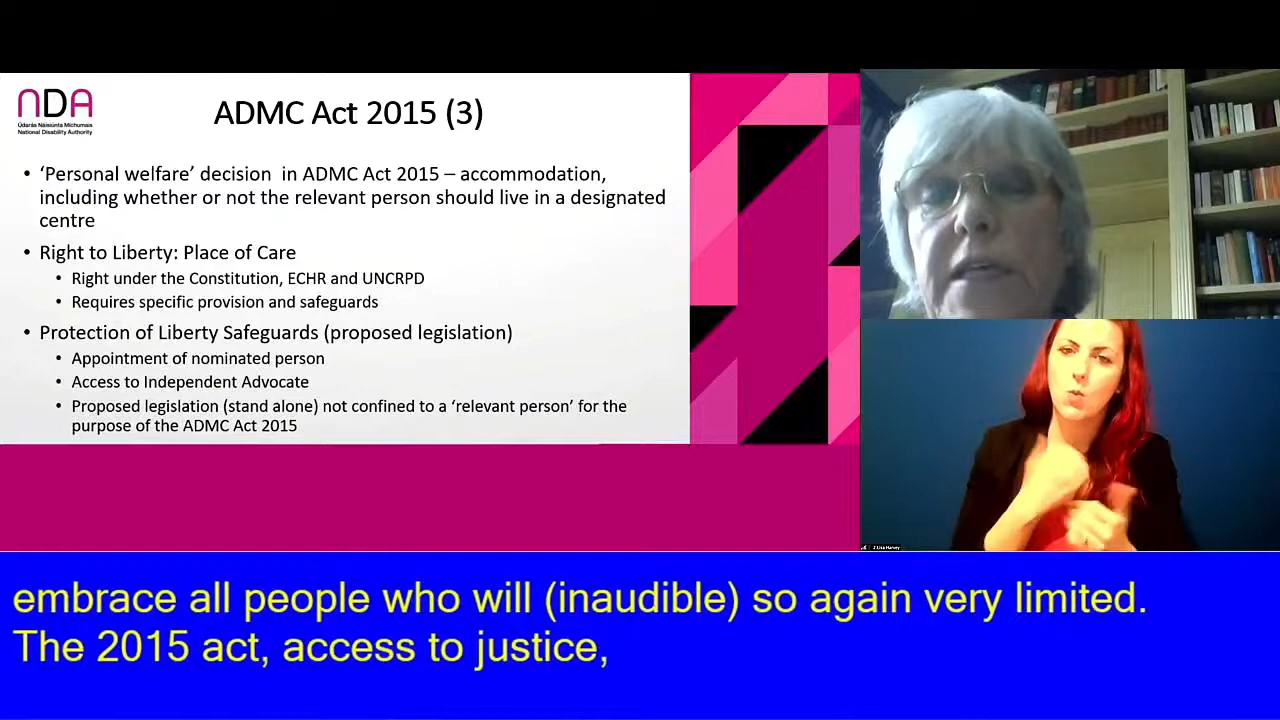 NDA
Údarás Náisiúnta Míchumais
National Disability Authority
ADMC Act 2015 (3)
• ‘Personal welfare’ decision in ADMC Act 2015 – accommodation,
including whether or not the relevant person should live in a designated
centre
• Right to Liberty: Place of Care
• Right under the Constitution, ECHR and UNCRPD
• Requires specific provision and safeguards
• Protection of Liberty Safeguards (proposed legislation)
• Appointment of nominated person
• Access to Independent Advocate
• Proposed legislation (stand alone) not confined to a ‘relevant person’ for the
purpose of the ADMC Act 2015
embrace all people who will (inaudible) so again very limited.
The 2015 act, access to justice,